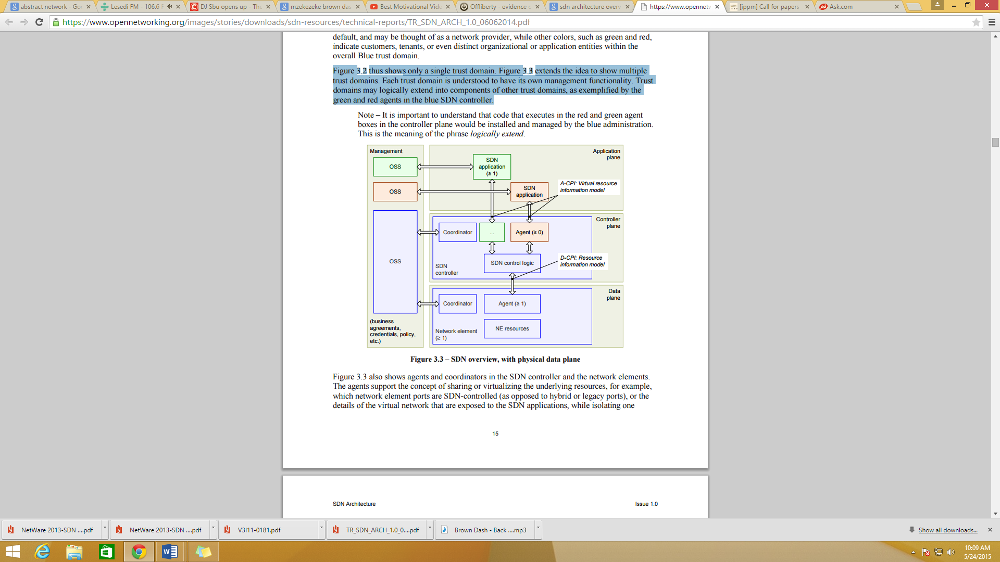 abstract network - Go
Lesedi FM - 106.6 F
DJ Sbu opens up - The
mzekezeke brown das
Best Motivational Vide
Offliberty - evidence o
sdn architecture overv
https://www.opennetw
[ippm] Call for papers
Ask.com
https://www.opennetworking.org/images/stories/downloads/sdn-resources/technical-reports/TR_SDN_ARCH_1.0_06062014.pdf
default, and may be thought of as a network provider, while other colors, such as green and red,
indicate customers, tenants, or even distinct organizational or application entities within the
overall Blue trust domain.
Figure 3.2 thus shows only a single trust domain. Figure 3.3 extends the idea to show multiple
trust domains. Each trust domain is understood to have its own management functionality. Trust
domains may logically extend into components of other trust domains, as exemplified by the
green and red agents in the blue SDN controller.
Note – It is important to understand that code that executes in the red and green agent
boxes in the controller plane would be installed and managed by the blue administration.
This is the meaning of the phrase logically extend.
Management
OSS
OSS
OSS
(business
agreements,
credentials, policy,
etc.)
Application
plane
SDN
application
(≥ 1)
SDN
application
A-CPI: Virtual resource
information model
Controller
plane
Coordinator
...
Agent (≥ 0)
SDN control logic
SDN
controller
D-CPI: Resource
information model
Data
plane
Coordinator
Agent (≥ 1)
NE resources
Network element
(≥ 1)
Figure 3.3 – SDN overview, with physical data plane
Figure 3.3 also shows agents and coordinators in the SDN controller and the network elements.
The agents support the concept of sharing or virtualizing the underlying resources, for example,
which network element ports are SDN-controlled (as opposed to hybrid or legacy ports), or the
details of the virtual network that are exposed to the SDN applications, while isolating one
15
SDN Architecture Issue 1.0
NetWare 2013-SDN ....pdf
NetWare 2013-SDN ....pdf
V3I11-0181.pdf
TR_SDN_ARCH_1.0_0....pdf
Brown Dash - Back ....mp3
Show all downloads...
10:09 AM
5/24/2015